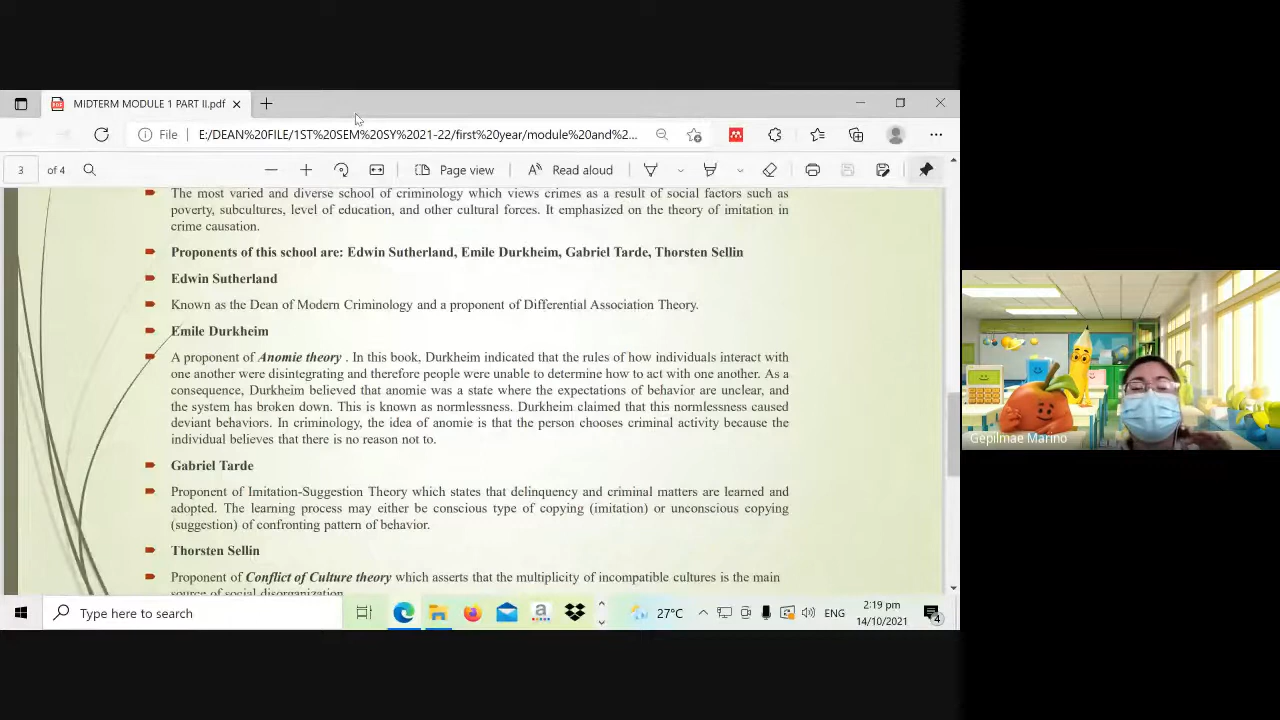 MIDTERM MODULE 1 PART II.pdf
File
E:/DEAN%20FILE/1ST%20SEM%20SY%2021-22/first%20year/module%20and%2...
3 of 4
Page view
Read aloud
The most varied and diverse school of criminology which views crimes as a result of social factors such as
poverty, subcultures, level of education, and other cultural forces. It emphasized on the theory of imitation in
crime causation.
Proponents of this school are: Edwin Sutherland, Emile Durkheim, Gabriel Tarde, Thorsten Sellin
Edwin Sutherland
Known as the Dean of Modern Criminology and a proponent of Differential Association Theory.
Emile Durkheim
A proponent of Anomie theory . In this book, Durkheim indicated that the rules of how individuals interact with
one another were disintegrating and therefore people were unable to determine how to act with one another. As a
consequence, Durkheim believed that anomie was a state where the expectations of behavior are unclear, and
the system has broken down. This is known as normlessness. Durkheim claimed that this normlessness caused
deviant behaviors. In criminology, the idea of anomie is that the person chooses criminal activity because the
individual believes that there is no reason not to.
Gabriel Tarde
Proponent of Imitation-Suggestion Theory which states that delinquency and criminal matters are learned and
adopted. The learning process may either be conscious type of copying (imitation) or unconscious copying
(suggestion) of confronting pattern of behavior.
Thorsten Sellin
Proponent of Conflict of Culture theory which asserts that the multiplicity of incompatible cultures is the main
source of social disorganization.
Gepilmae Marino
Type here to search
27°C
ENG
2:19 pm
14/10/2021
4